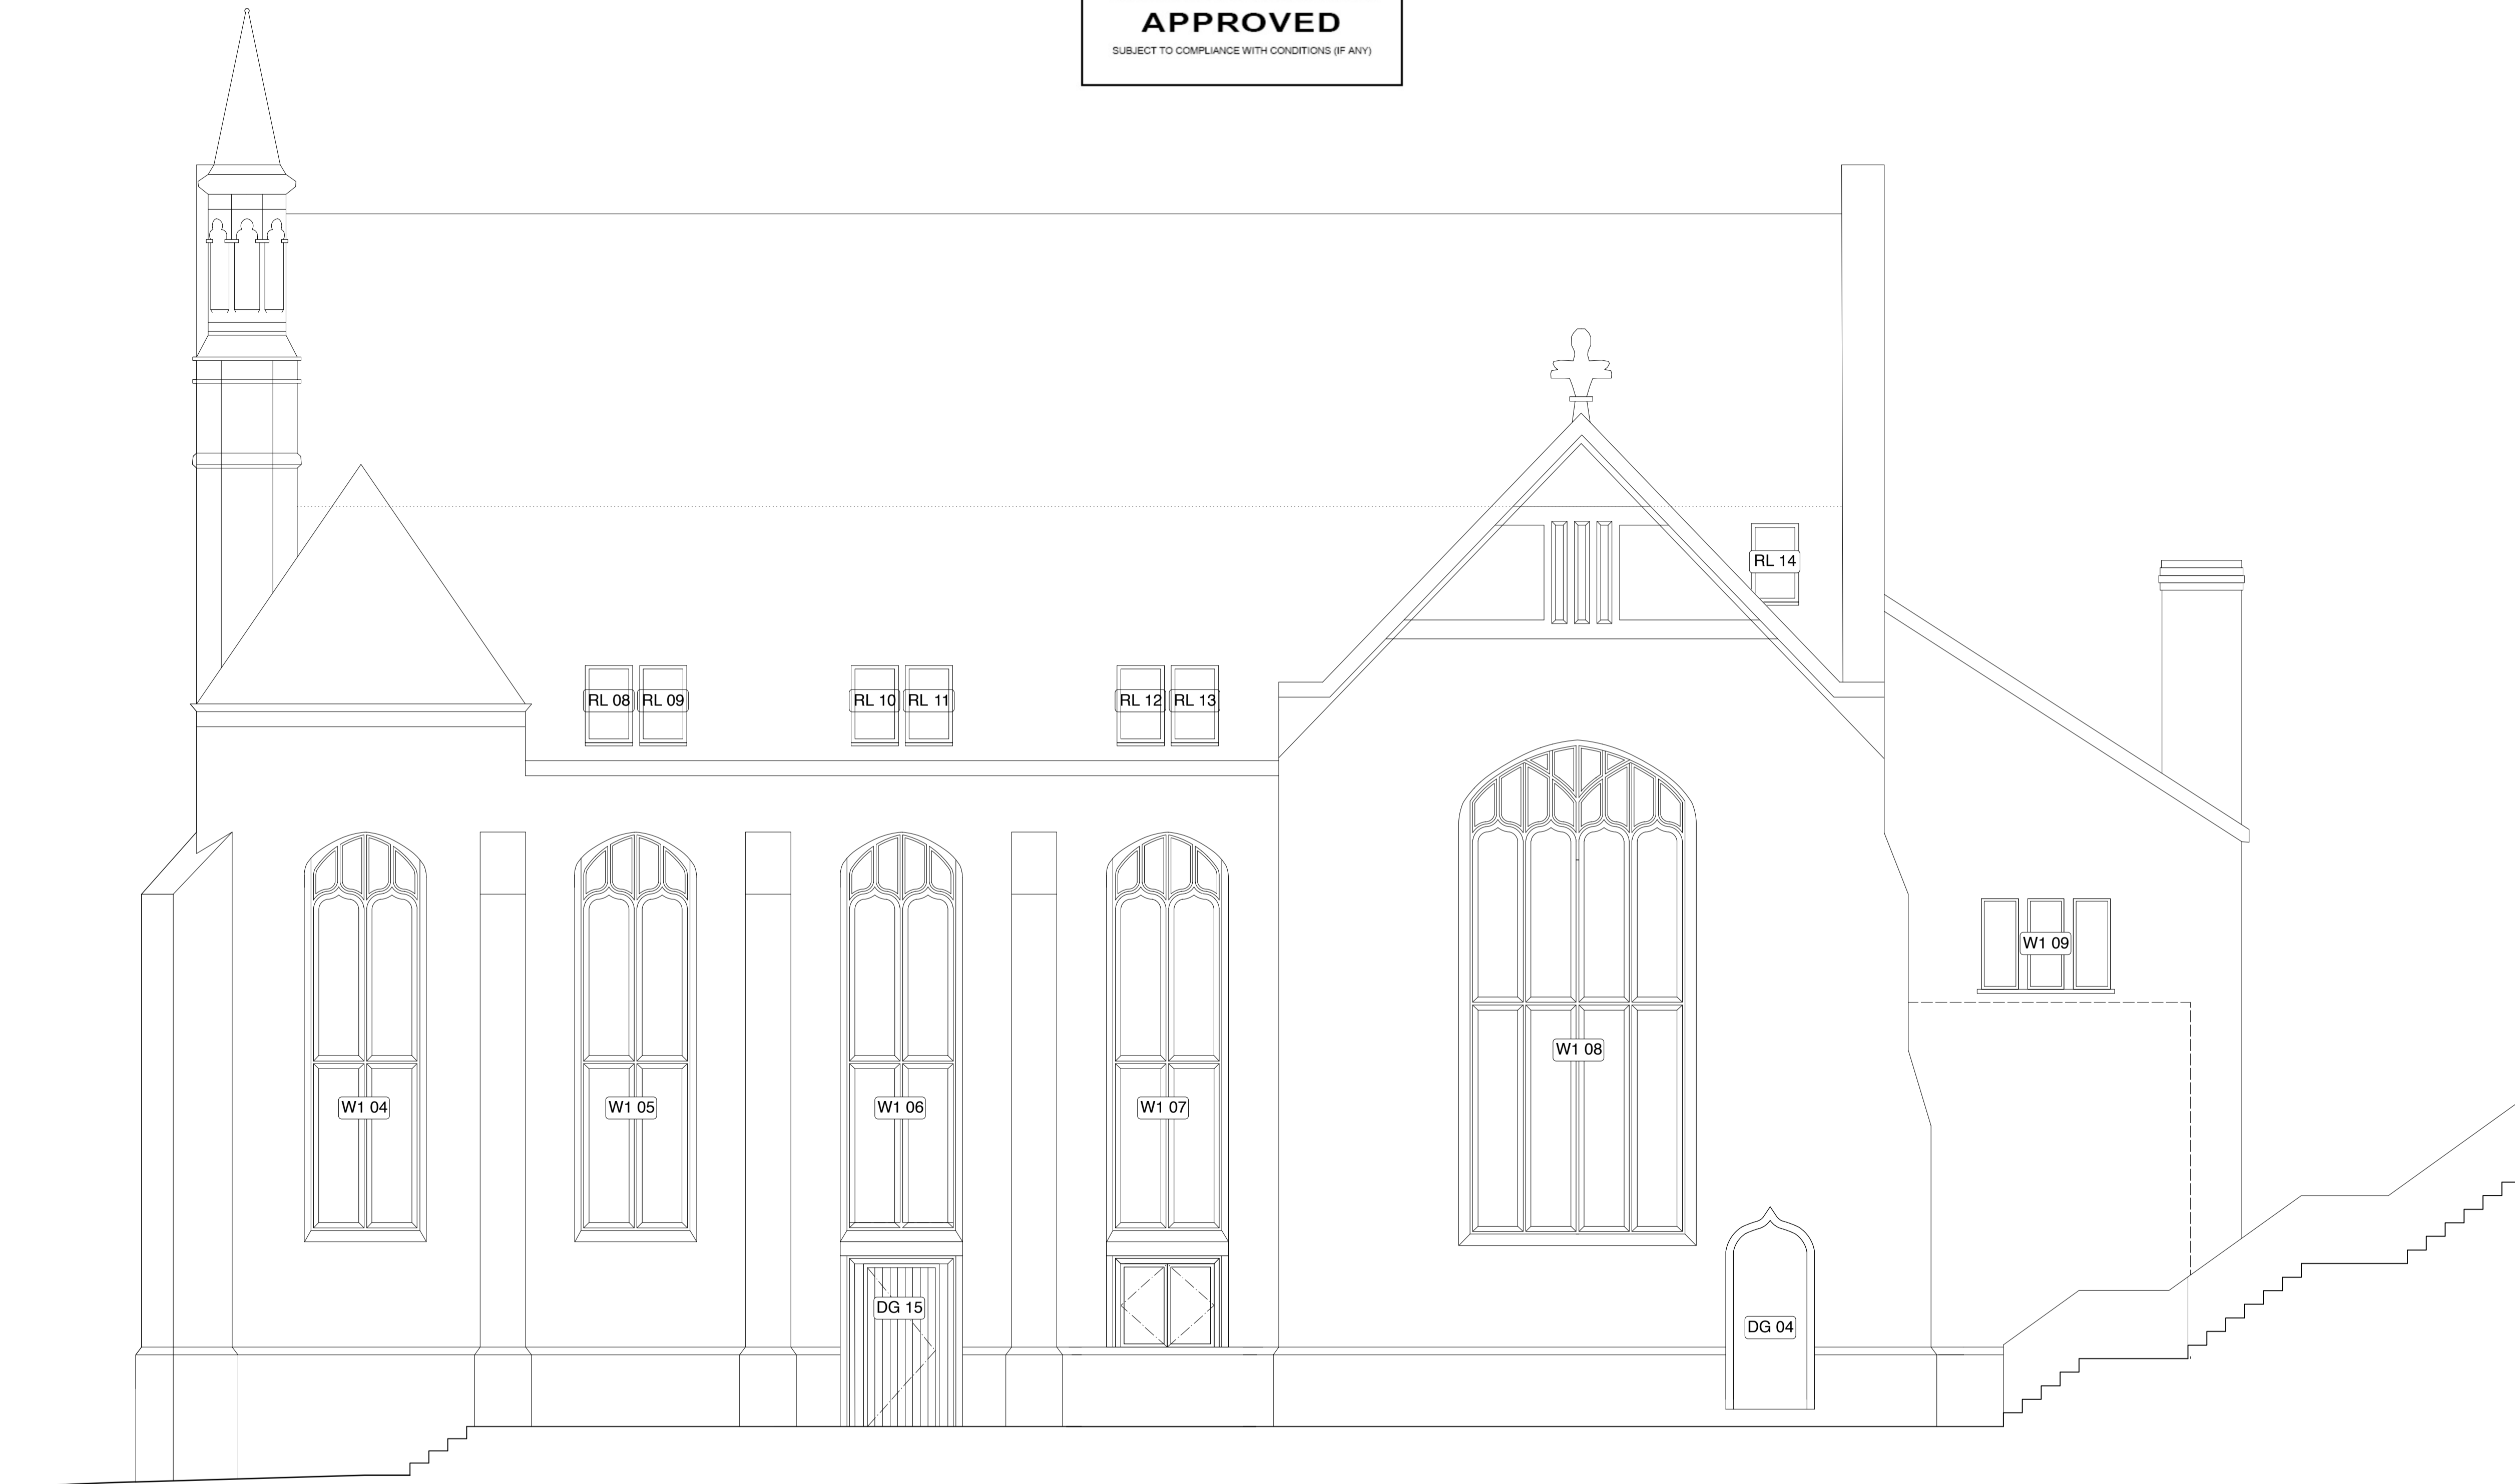 APPROVED
SUBJECT TO COMPLIANCE WITH CONDITIONS (IF ANY)
RL 14
RL 08 RL 09 RL 10 RL 11 RL 12 RL 13
W1 09
W1 08
W1 04 W1 05 W1 06 W1 07
DG 15
DG 04